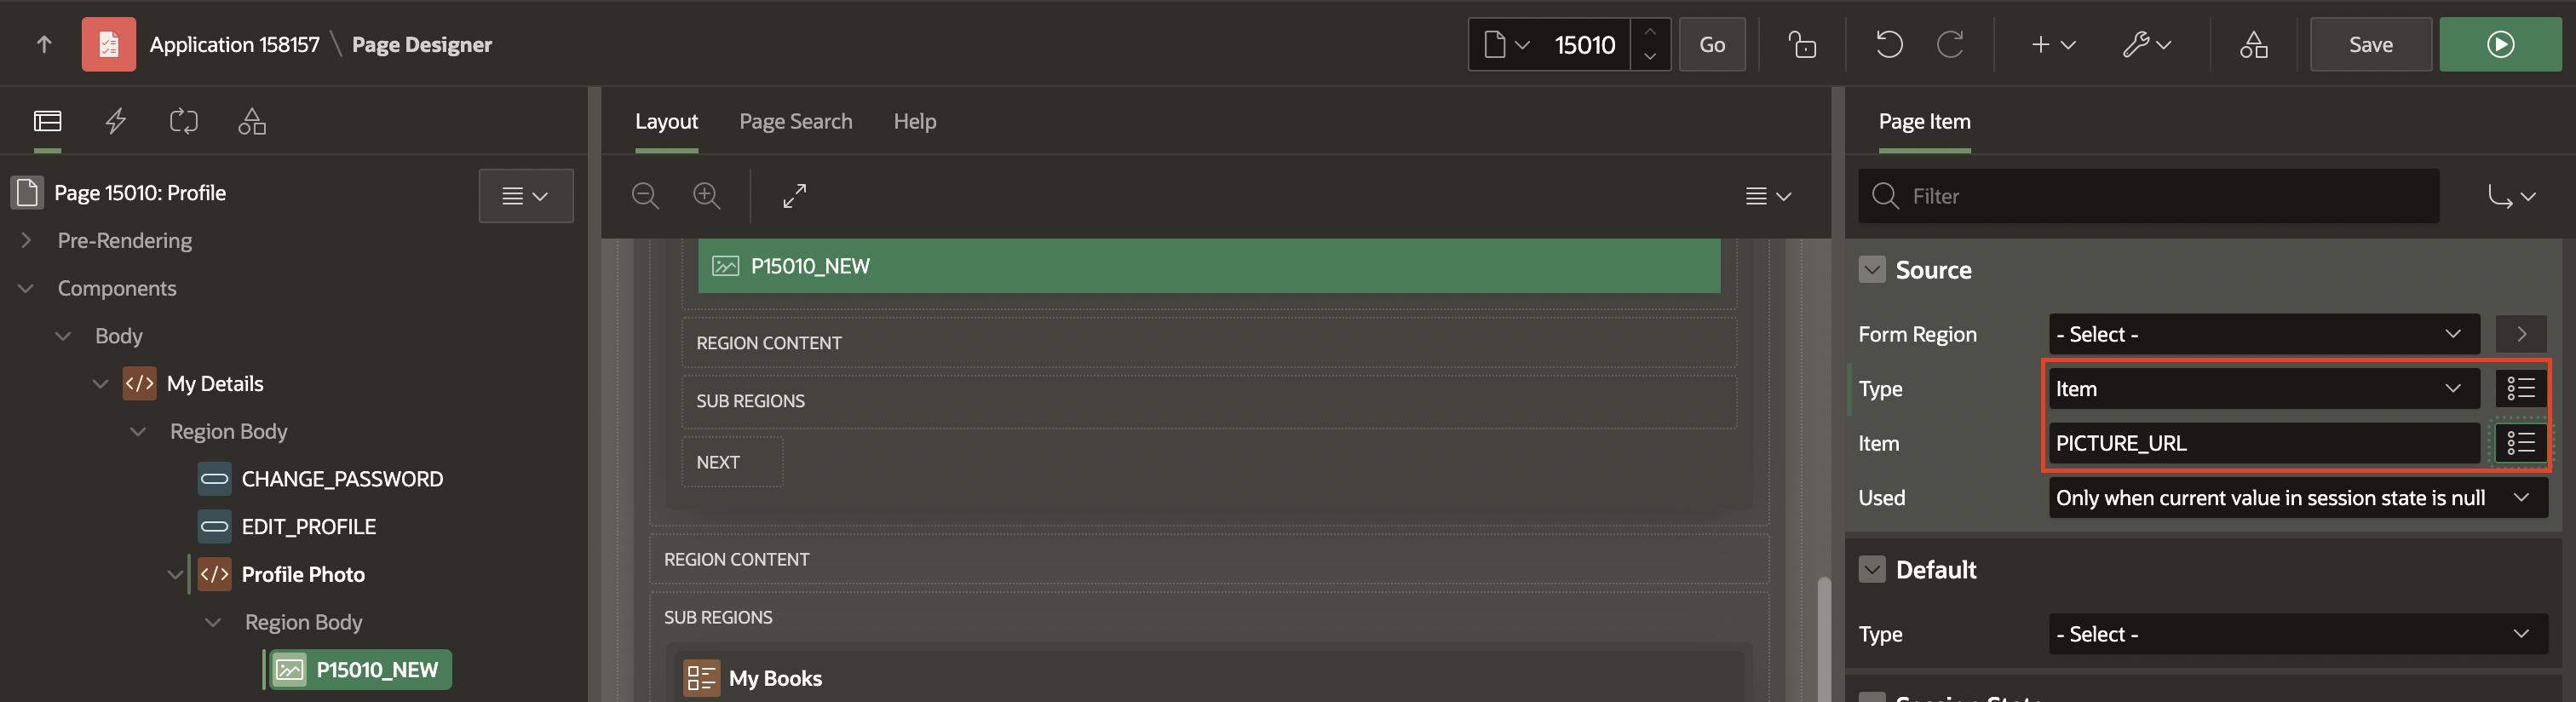 Application 158157 \ Page Designer
15010
Go
Save
Layout
Page Search
Help
Page Item
Page 15010: Profile
Filter
Pre-Rendering
Components
Body
</> My Details
Region Body
CHANGE_PASSWORD
EDIT_PROFILE
</> Profile Photo
Region Body
P15010_NEW
P15010_NEW
REGION CONTENT
SUB REGIONS
NEXT
REGION CONTENT
SUB REGIONS
My Books
Source
Form Region
- Select -
Type
Item
Item
PICTURE_URL
Used
Only when current value in session state is null
Default
Type
- Select -